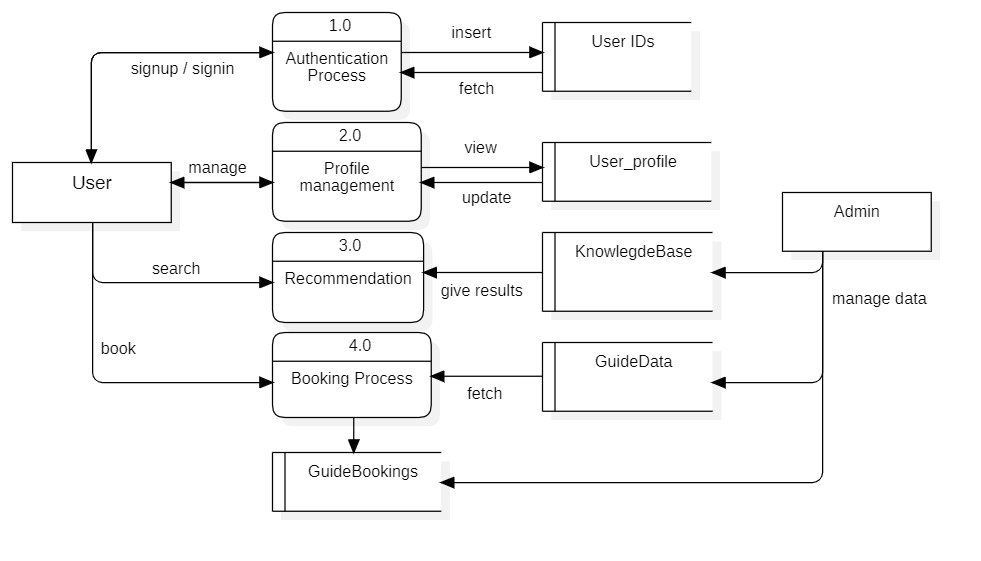 1.0
Authentication
Process
insert
User IDs
signup / signin
fetch
2.0
Profile
management
view
User_profile
update
User
manage
Admin
3.0
Recommendation
search
KnowlegdeBase
give results
manage data
4.0
Booking Process
book
GuideData
fetch
GuideBookings